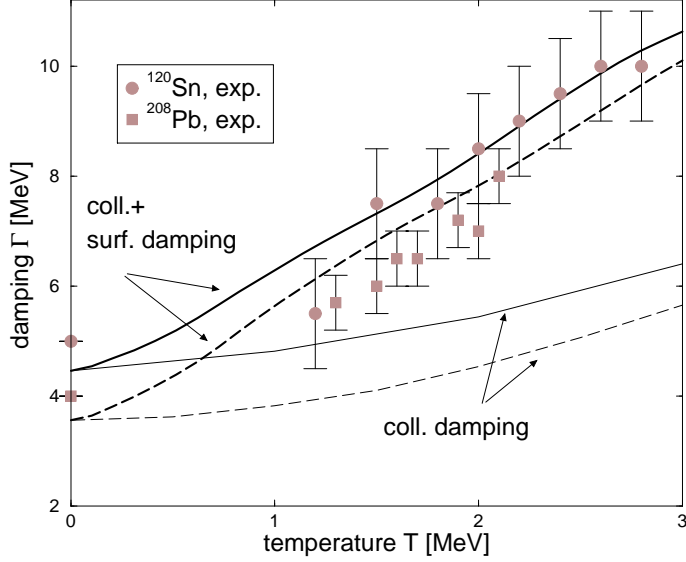 10
8
6
4
2
0
1
2
3
damping Γ [MeV]
temperature T [MeV]
¹²⁰Sn, exp.
²⁰⁸Pb, exp.
coll.+
surf. damping
coll. damping